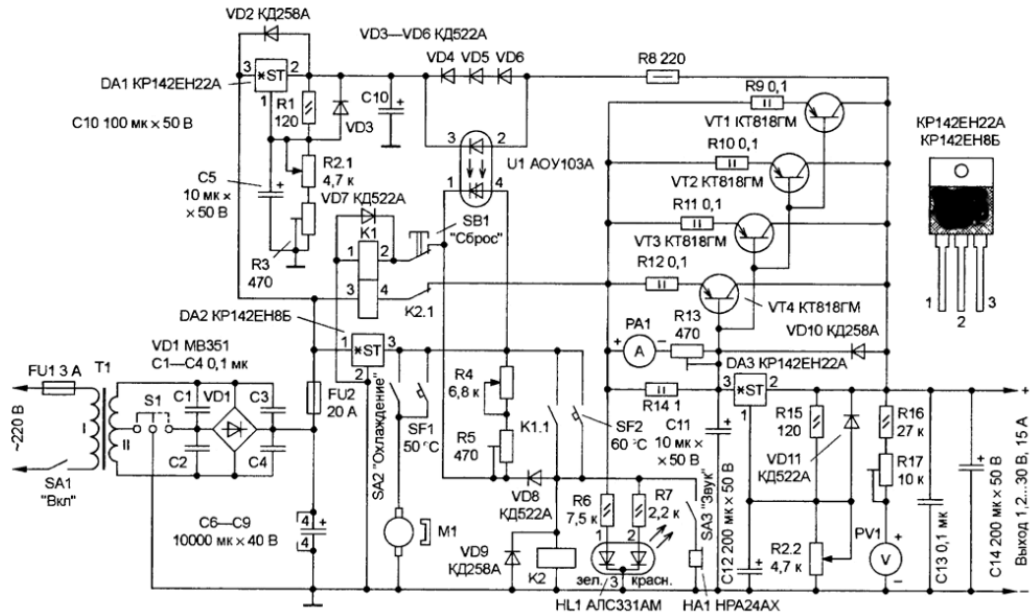 VD2 КД258А
VD3—VD6 КД522А
VD4 VD5 VD6
R8 220
R9 0,1
DA1 КР142ЕН22А
3
∗ST
2
1
R1
120
VD3
C10
+
C10 100 мк × 50 В
3
2
U1 АОУ103А
1
4
VT1 КТ818ГМ
КР142ЕН22А
КР142ЕН8Б
R10 0,1
VT2 КТ818ГМ
R2.1
4,7 к
C5
10 мк ×
× 50 В
+
VD7 КД522А
K1
SB1
"Сброс"
R11 0,1
VT3 КТ818ГМ
R3
470
1
2
3
4
K2.1
R12 0,1
VT4 КТ818ГМ
1
2
3
DA2 КР142ЕН8Б
PA1
+
A
−
R13
470
VD10 КД258А
VD1 МВ351
C1—C4 0,1 мк
1
∗ST
3
2
DA3 КР142ЕН22А
FU1 3 А
T1
S1
C1
VD1
C3
FU2
20 А
R4
6,8 к
3
∗ST
2
1
+
~220 В
I
II
C2
C4
SA2 "Охлаждение"
SF1
50 °C
K1.1
SF2
60 °C
R14 1
C11
10 мк ×
× 50 В
+
R15
120
R16
27 к
R5
470
VD11
КД522А
R17
10 к
SA1
"Вкл"
VD8
КД522А
R6
7,5 к
R7
2,2 к
SA3 "Звук"
C12 200 мк × 50 В
C6—C9
10000 мк × 40 В
4
4
+
M1
VD9
КД258А
K2
1
2
зел.
3
красн.
HL1 АЛС331АМ
HA1 HPA24AX
+
R2.2
4,7 к
PV1
+
V
−
C13 0,1 мк
C14 200 мк × 50 В
+
Выход 1,2...30 В, 15 А
−